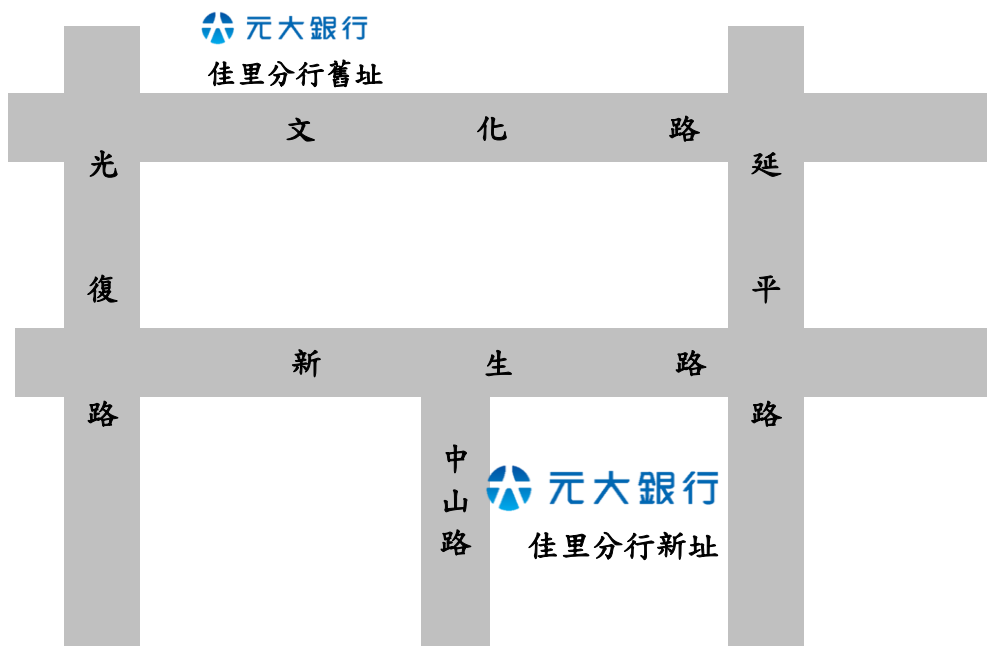 元大銀行
佳里分行舊址
文化路
光復路
延平路
新生路
中山路
元大銀行
佳里分行新址